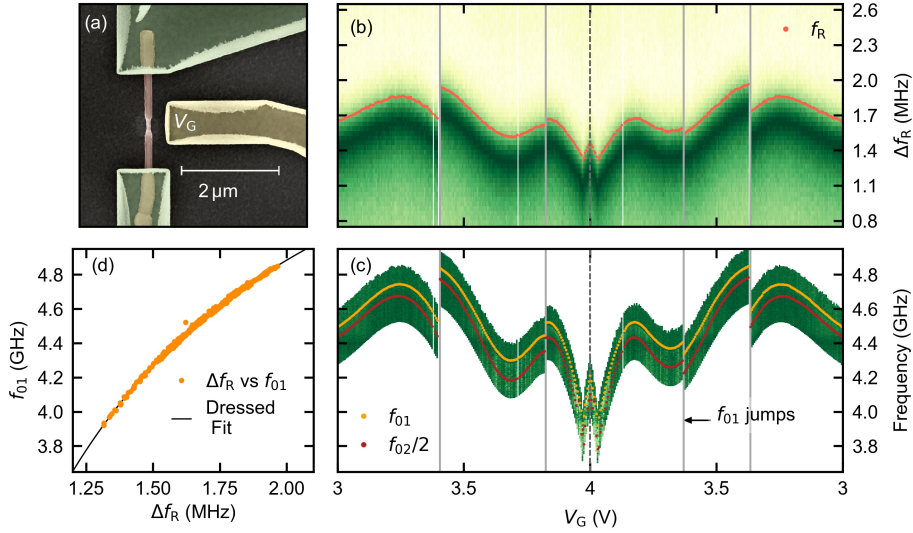 (a)
V_G
2 μm
(b)
f_R
2.6
2.3
2.0
1.7
1.4
1.1
0.8
Δf_R (MHz)
(d)
4.8
4.6
4.4
4.2
4.0
3.8
f_01 (GHz)
Δf_R vs f_01
Dressed
Fit
1.25
1.50
1.75
2.00
Δf_R (MHz)
(c)
f_01
f_02/2
f_01 jumps
4.8
4.6
4.4
4.2
4.0
3.8
Frequency (GHz)
3
3.5
4
3.5
3
V_G (V)